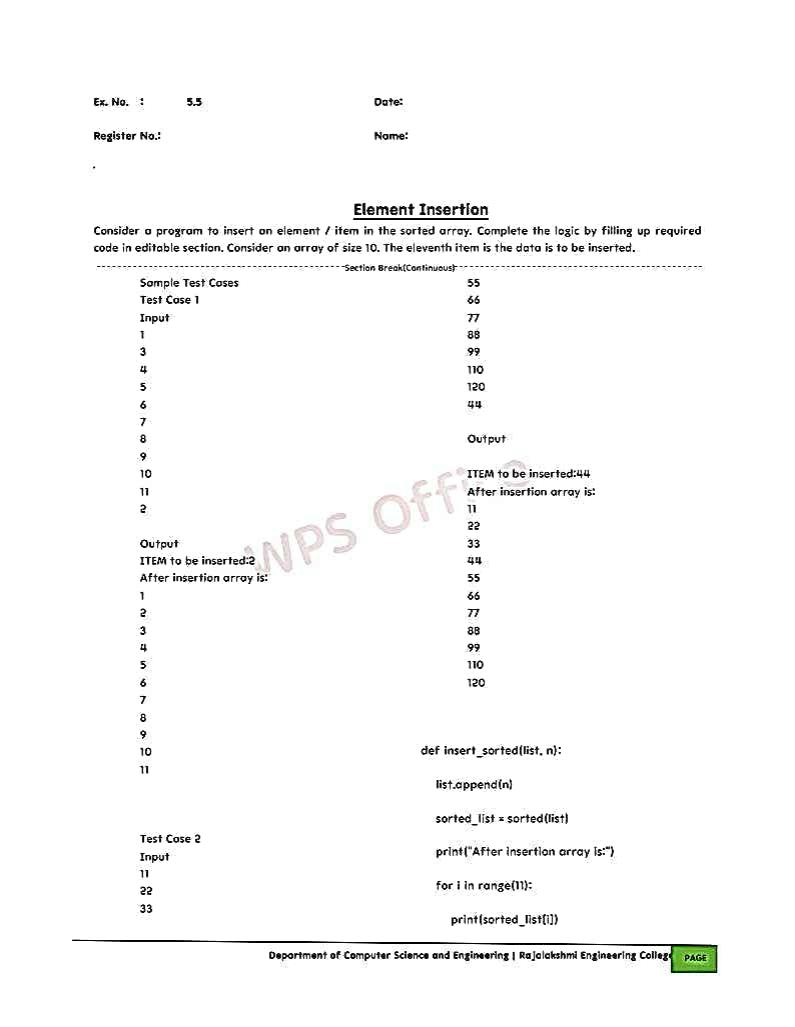 Ex. No. : 5.5 Date:
Register No.: Name:
.
Element Insertion
Consider a program to insert an element / item in the sorted array. Complete the logic by filling up required
code in editable section. Consider an array of size 10. The eleventh item is the data is to be inserted.
Section Break(Continuous)
Sample Test Cases
Test Case 1
Input
1
3
4
5
6
7
8
9
10
11
2
Output
ITEM to be inserted:2
After insertion array is:
1
2
3
4
5
6
7
8
9
10
11
Test Case 2
Input
11
22
33
55
66
77
88
99
110
120
44
Output
ITEM to be inserted:44
After insertion array is:
11
22
33
44
55
66
77
88
99
110
120
def insert_sorted(list, n):
list.append(n)
sorted_list = sorted(list)
print("After insertion array is:")
for i in range(11):
print(sorted_list[i])
WPS Office
Department of Computer Science and Engineering | Rajalakshmi Engineering College
PAGE